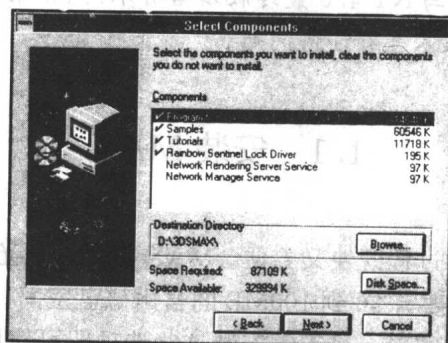 Select Components
Select the components you want to install, clear the components
you do not want to install.
Components
✓ Program
✓ Samples 60546 K
✓ Tutorials 11718 K
✓ Rainbow Sentinel Lock Driver 195 K
Network Rendering Server Service 97 K
Network Manager Service 97 K
Destination Directory
D:\3DSMAX\
Browse...
Space Required: 87109 K
Space Available: 329894 K
Disk Space...
< Back
Next >
Cancel